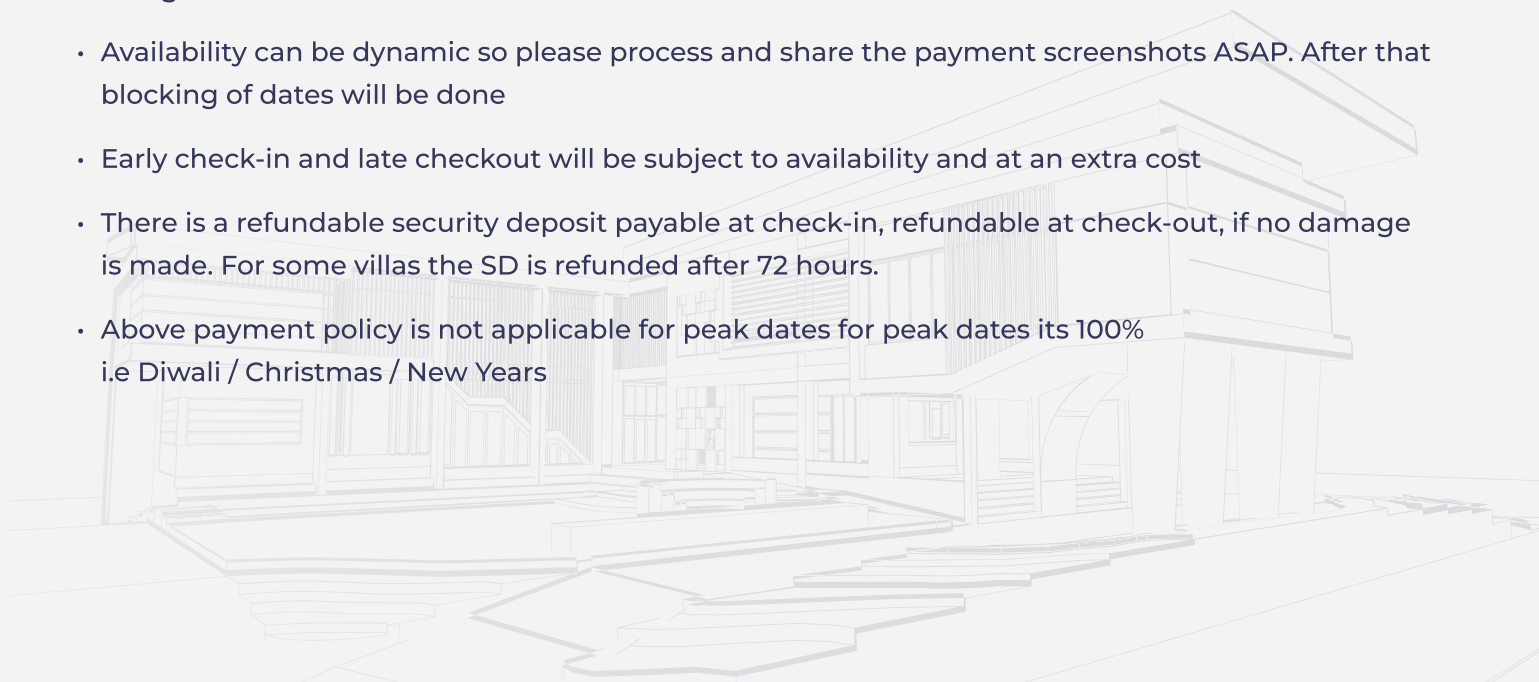 • Availability can be dynamic so please process and share the payment screenshots ASAP. After that
blocking of dates will be done
• Early check-in and late checkout will be subject to availability and at an extra cost
• There is a refundable security deposit payable at check-in, refundable at check-out, if no damage
is made. For some villas the SD is refunded after 72 hours.
• Above payment policy is not applicable for peak dates for peak dates its 100%
i.e Diwali / Christmas / New Years